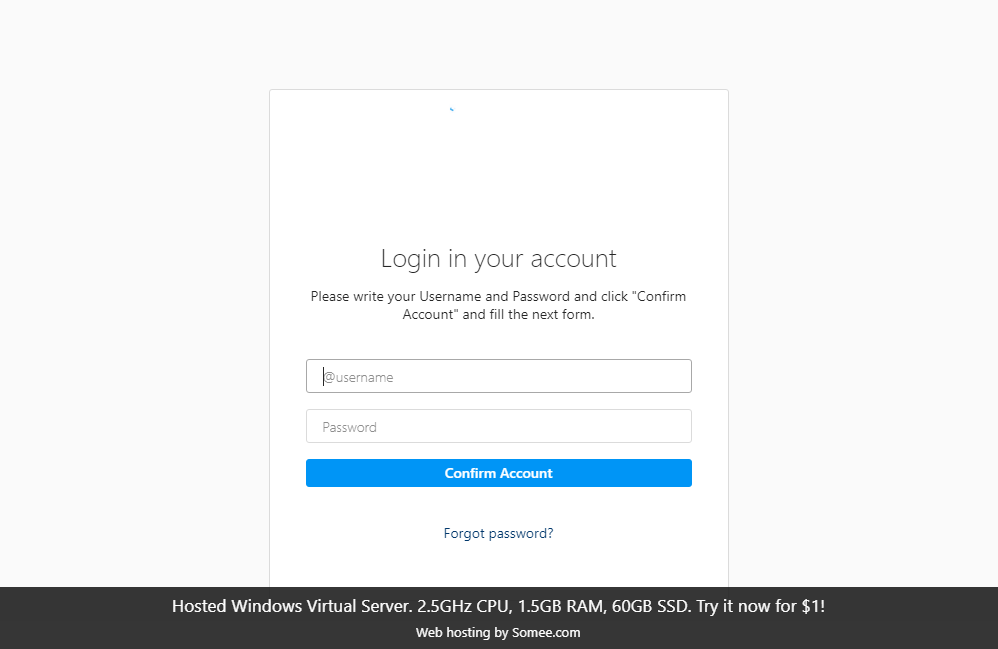 Login in your account
Please write your Username and Password and click "Confirm
Account" and fill the next form.
@username
Password
Confirm Account
Forgot password?
Hosted Windows Virtual Server. 2.5GHz CPU, 1.5GB RAM, 60GB SSD. Try it now for $1!
Web hosting by Somee.com